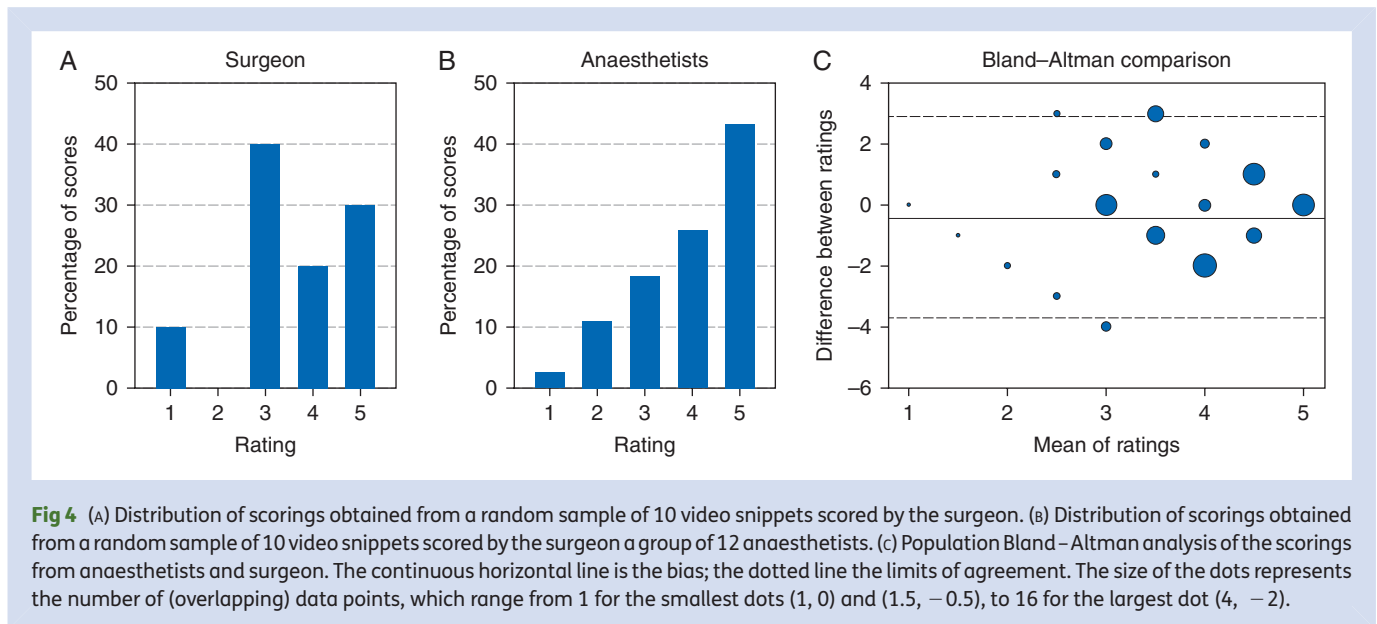 A
Surgeon
50
40
30
20
10
0
Percentage of scores
1 2 3 4 5
Rating
B
Anaesthetists
50
40
30
20
10
0
Percentage of scores
1 2 3 4 5
Rating
C
Bland–Altman comparison
4
2
0
−2
−4
−6
Difference between ratings
1 2 3 4 5
Mean of ratings
Fig 4 (A) Distribution of scorings obtained from a random sample of 10 video snippets scored by the surgeon. (B) Distribution of scorings obtained
from a random sample of 10 video snippets scored by the surgeon a group of 12 anaesthetists. (C) Population Bland–Altman analysis of the scorings
from anaesthetists and surgeon. The continuous horizontal line is the bias; the dotted line the limits of agreement. The size of the dots represents
the number of (overlapping) data points, which range from 1 for the smallest dots (1, 0) and (1.5, −0.5), to 16 for the largest dot (4, −2).